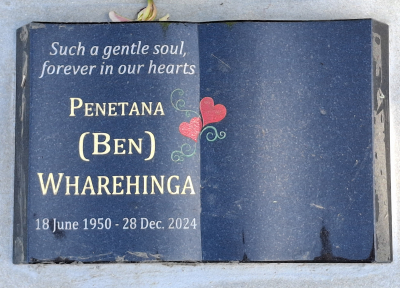 Such a gentle soul,
forever in our hearts
PENETANA
(BEN)
WHAREHINGA
18 June 1950 - 28 Dec. 2024